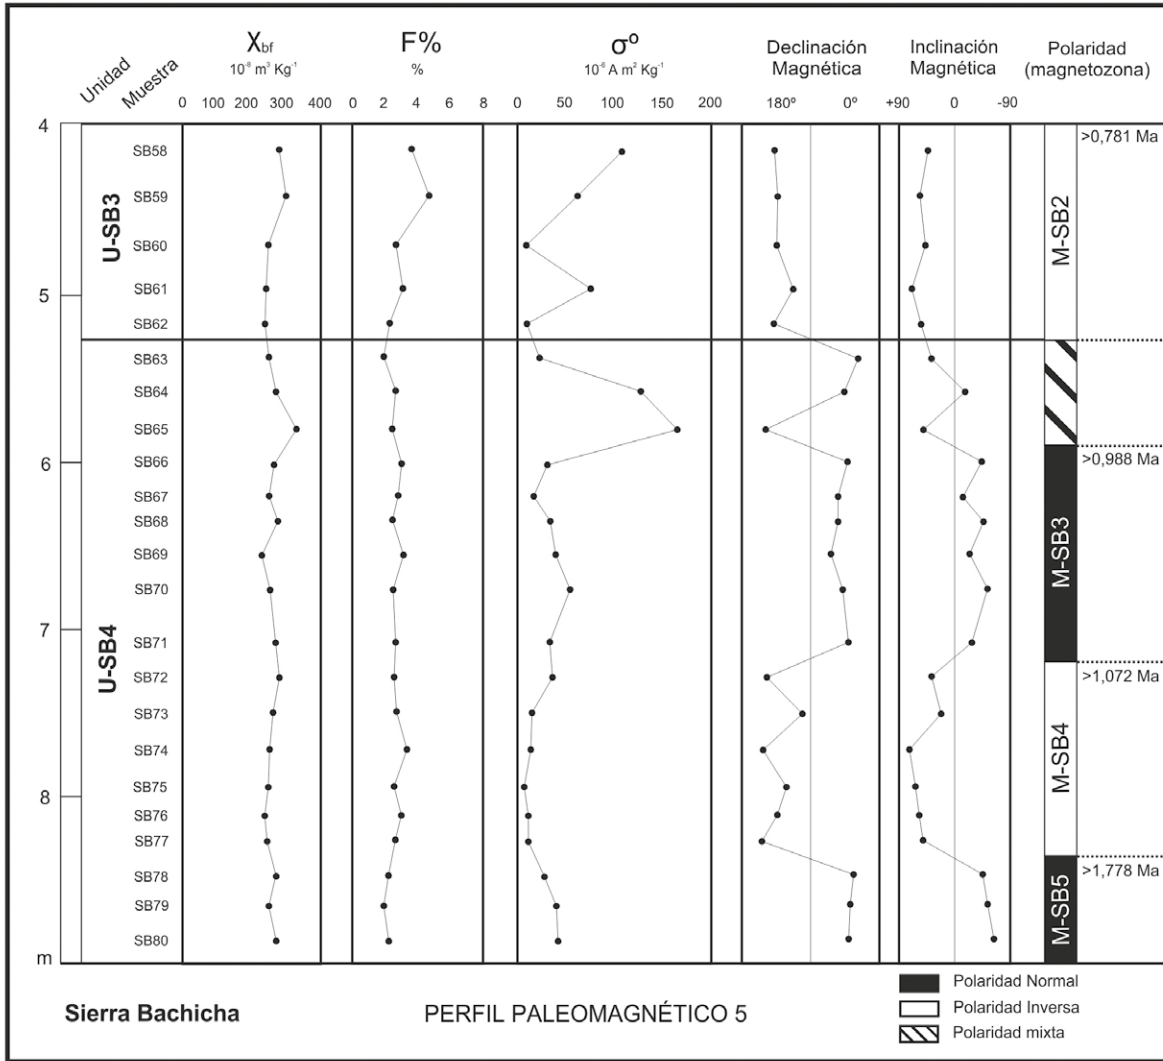 Χbf F% σº Declinación Magnética Inclinación Magnética Polaridad (magnetozona)
Unidad Muestra 10⁻⁸ m³ Kg⁻¹ % 10⁻⁶ A m² Kg⁻¹
0 100 200 300 400 0 2 4 6 8 0 50 100 150 200 180º 0º +90 0 -90
4
>0,781 Ma
SB58
U-SB3
SB59
M-SB2
SB60
5
SB61
SB62
SB63
SB64
SB65
6
SB66
>0,988 Ma
SB67
SB68
M-SB3
SB69
SB70
7
SB71
U-SB4
SB72
>1,072 Ma
SB73
SB74
M-SB4
8
SB75
SB76
SB77
SB78
>1,778 Ma
SB79
M-SB5
SB80
m
Sierra Bachicha PERFIL PALEOMAGNÉTICO 5
Polaridad Normal
Polaridad Inversa
Polaridad mixta